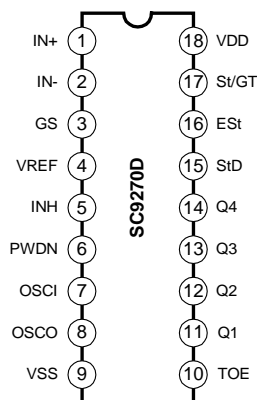 IN+ 1 18 VDD
IN- 2 17 St/GT
GS 3 16 ESt
VREF 4 15 StD
INH 5 14 Q4
PWDN 6 13 Q3
OSCI 7 12 Q2
OSCO 8 11 Q1
VSS 9 10 TOE
SC9270D